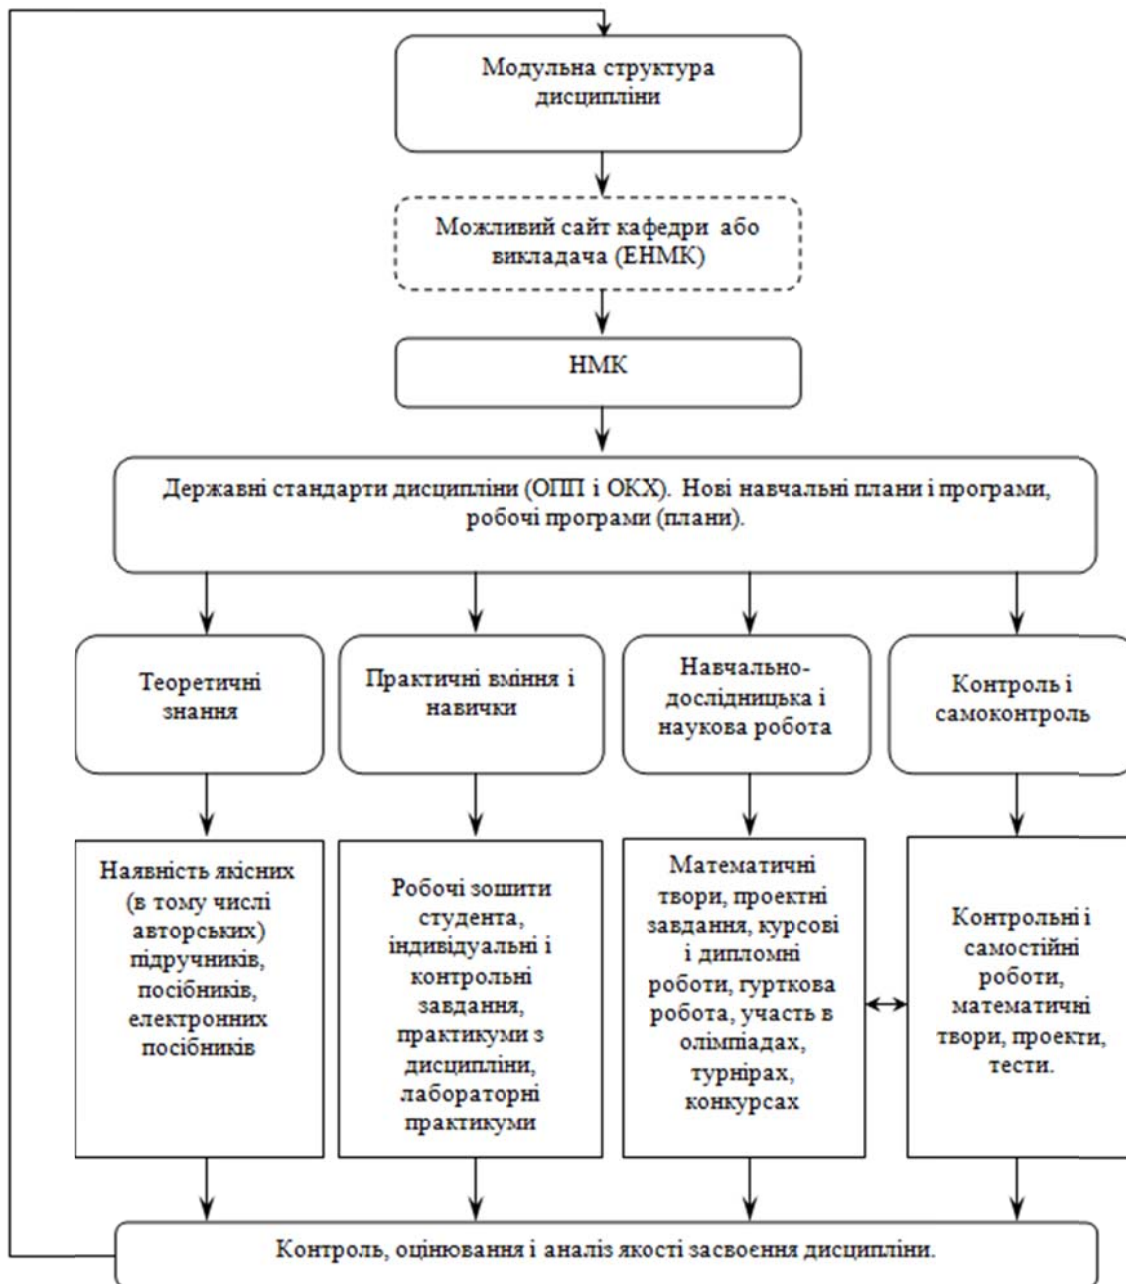 Модульна структура
дисципліни
Можливий сайт кафедри або
викладача (ЕНМК)
НМК
Державні стандарти дисципліни (ОПП і ОКХ). Нові навчальні плани і програми,
робочі програми (плани).
Теоретичні
знання
Практичні вміння і
навички
Навчально-
дослідницька і
наукова робота
Контроль і
самоконтроль
Наявність якісних
(в тому числі
авторських)
підручників,
посібників,
електронних
посібників
Робочі зошити
студента,
індивідуальні і
контрольні
завдання,
практикуми з
дисципліни,
лабораторні
практикуми
Математичні
твори, проектні
завдання, курсові
і дипломні
роботи, гурткова
робота, участь в
олімпіадах,
турнірах,
конкурсах
Контрольні і
самостійні
роботи,
математичні
твори, проекти,
тести.
Контроль, оцінювання і аналіз якості засвоєння дисципліни.